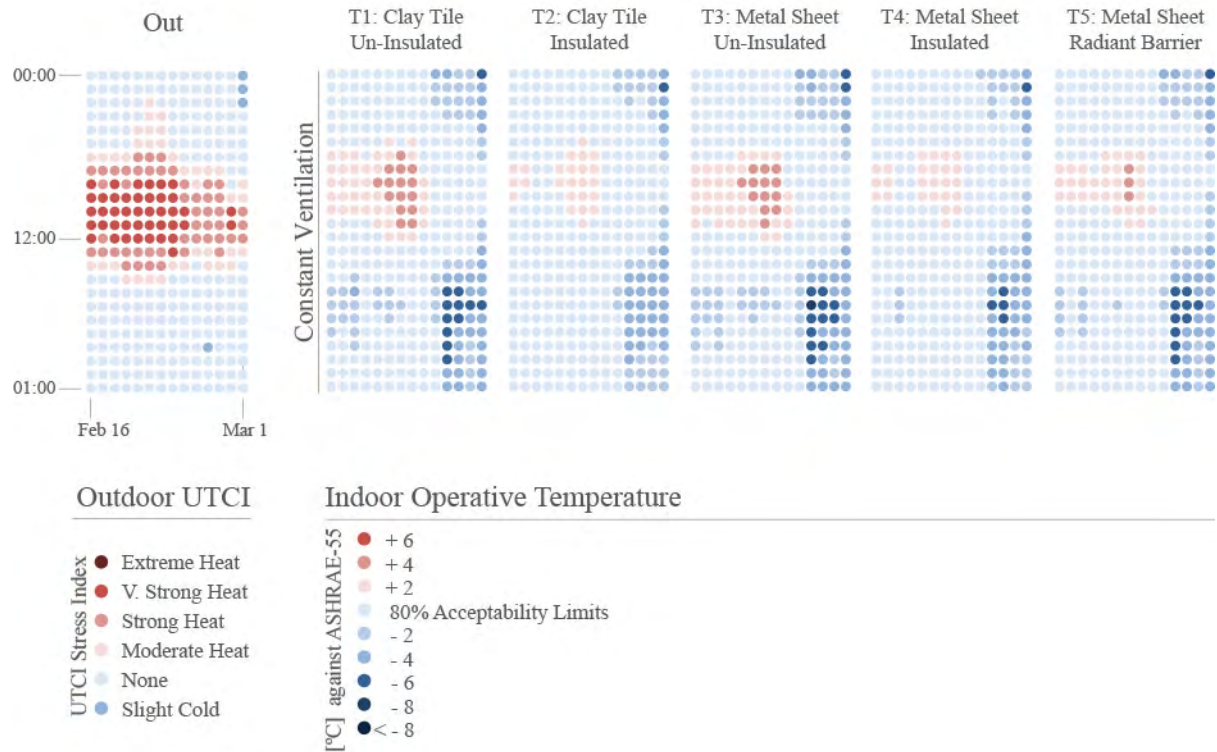 Out
T1: Clay Tile
Un-Insulated
T2: Clay Tile
Insulated
T3: Metal Sheet
Un-Insulated
T4: Metal Sheet
Insulated
T5: Metal Sheet
Radiant Barrier
00:00
12:00
01:00
Feb 16
Mar 1
Constant Ventilation
Outdoor UTCI
UTCI Stress Index
Extreme Heat
V. Strong Heat
Strong Heat
Moderate Heat
None
Slight Cold
Indoor Operative Temperature
[ºC] against ASHRAE-55
+ 6
+ 4
+ 2
80% Acceptability Limits
- 2
- 4
- 6
- 8
< - 8